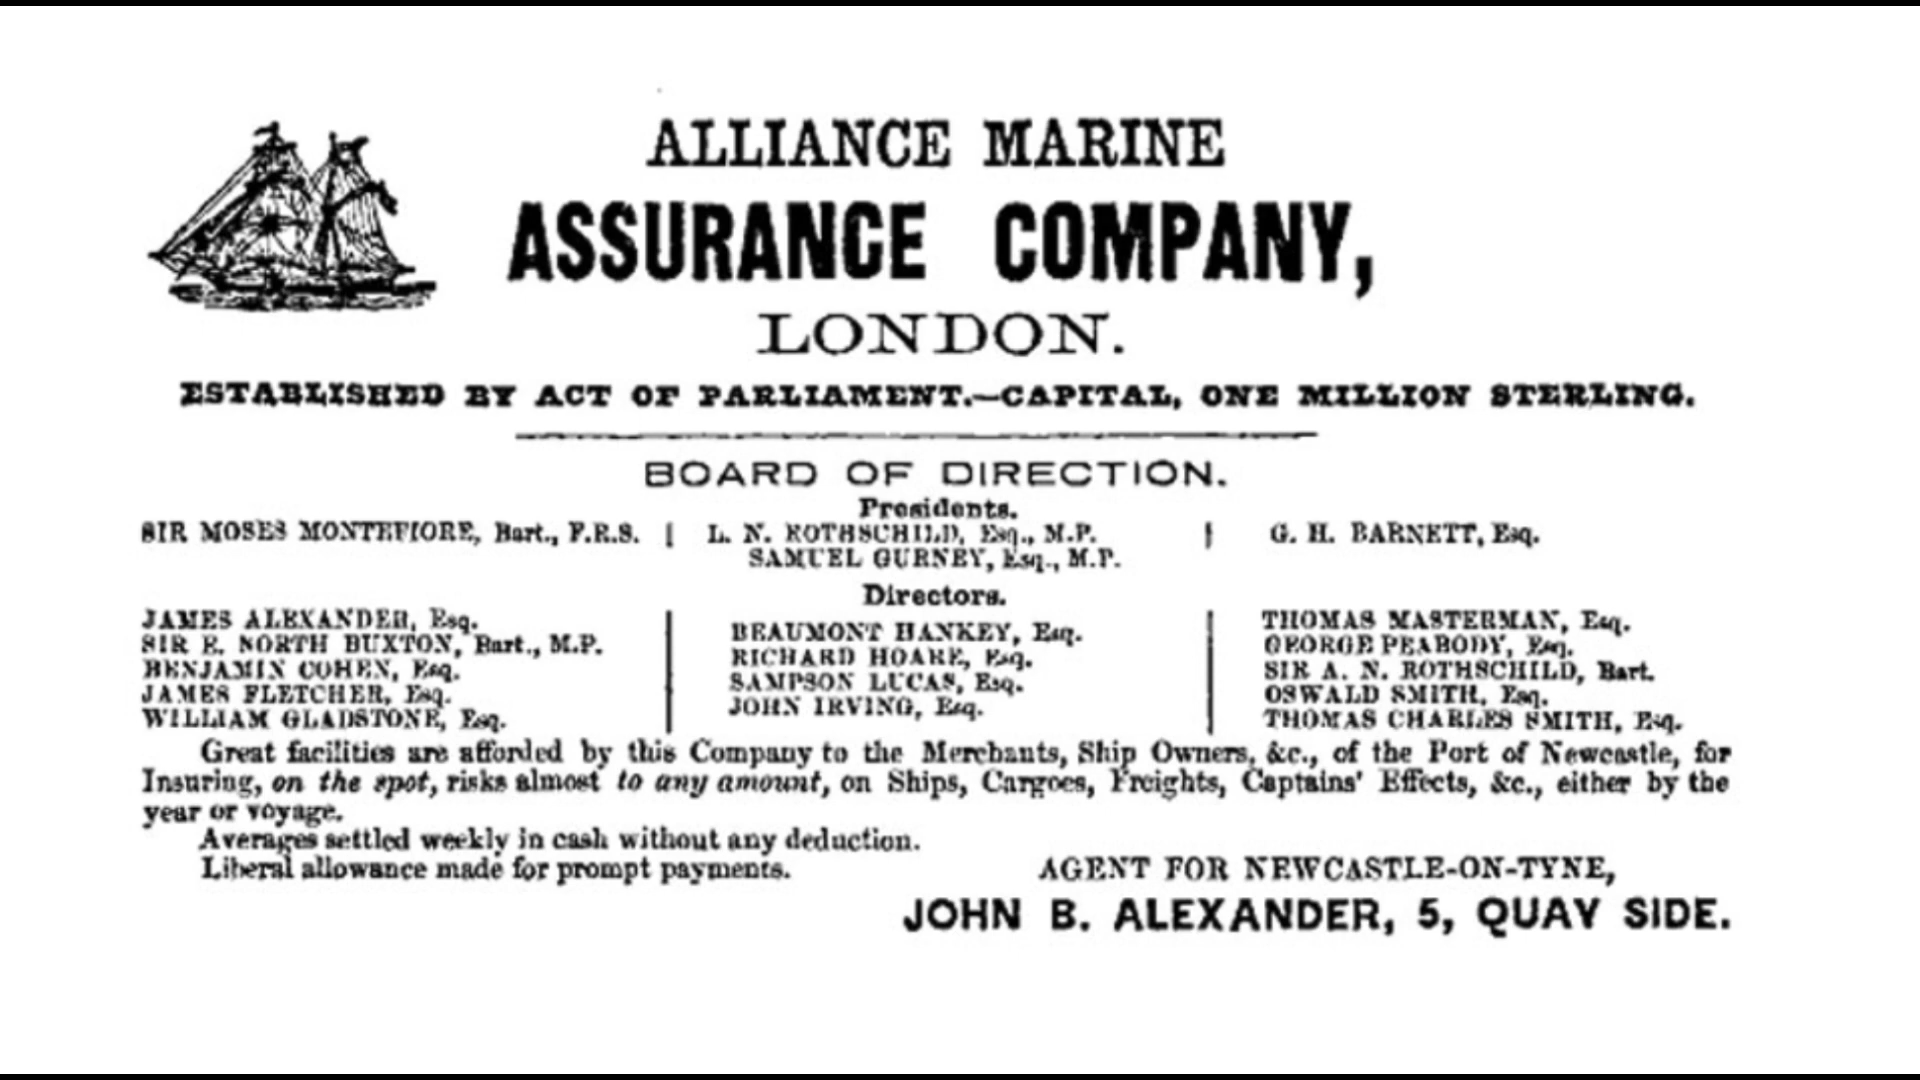 ALLIANCE MARINE
ASSURANCE COMPANY,
LONDON.
ESTABLISHED BY ACT OF PARLIAMENT.—CAPITAL, ONE MILLION STERLING.
BOARD OF DIRECTION.
Presidents.
SIR MOSES MONTEFIORE, Bart., F.R.S. | L. N. ROTHSCHILD, Esq., M.P. | G. H. BARNETT, Esq.
SAMUEL GURNEY, Esq., M.P.
Directors.
JAMES ALEXANDER, Esq.
SIR E. NORTH BUXTON, Bart., M.P.
BENJAMIN COHEN, Esq.
JAMES FLETCHER, Esq.
WILLIAM GLADSTONE, Esq.
BEAUMONT HANKEY, Esq.
RICHARD HOARE, Esq.
SAMPSON LUCAS, Esq.
JOHN IRVING, Esq.
THOMAS MASTERMAN, Esq.
GEORGE PEABODY, Esq.
SIR A. N. ROTHSCHILD, Bart.
OSWALD SMITH, Esq.
THOMAS CHARLES SMITH, Esq.
Great facilities are afforded by this Company to the Merchants, Ship Owners, &c., of the Port of Newcastle, for
Insuring, on the spot, risks almost to any amount, on Ships, Cargoes, Freights, Captains' Effects, &c., either by the
year or voyage.
Averages settled weekly in cash without any deduction.
Liberal allowance made for prompt payments.
AGENT FOR NEWCASTLE-ON-TYNE,
JOHN B. ALEXANDER, 5, QUAY SIDE.